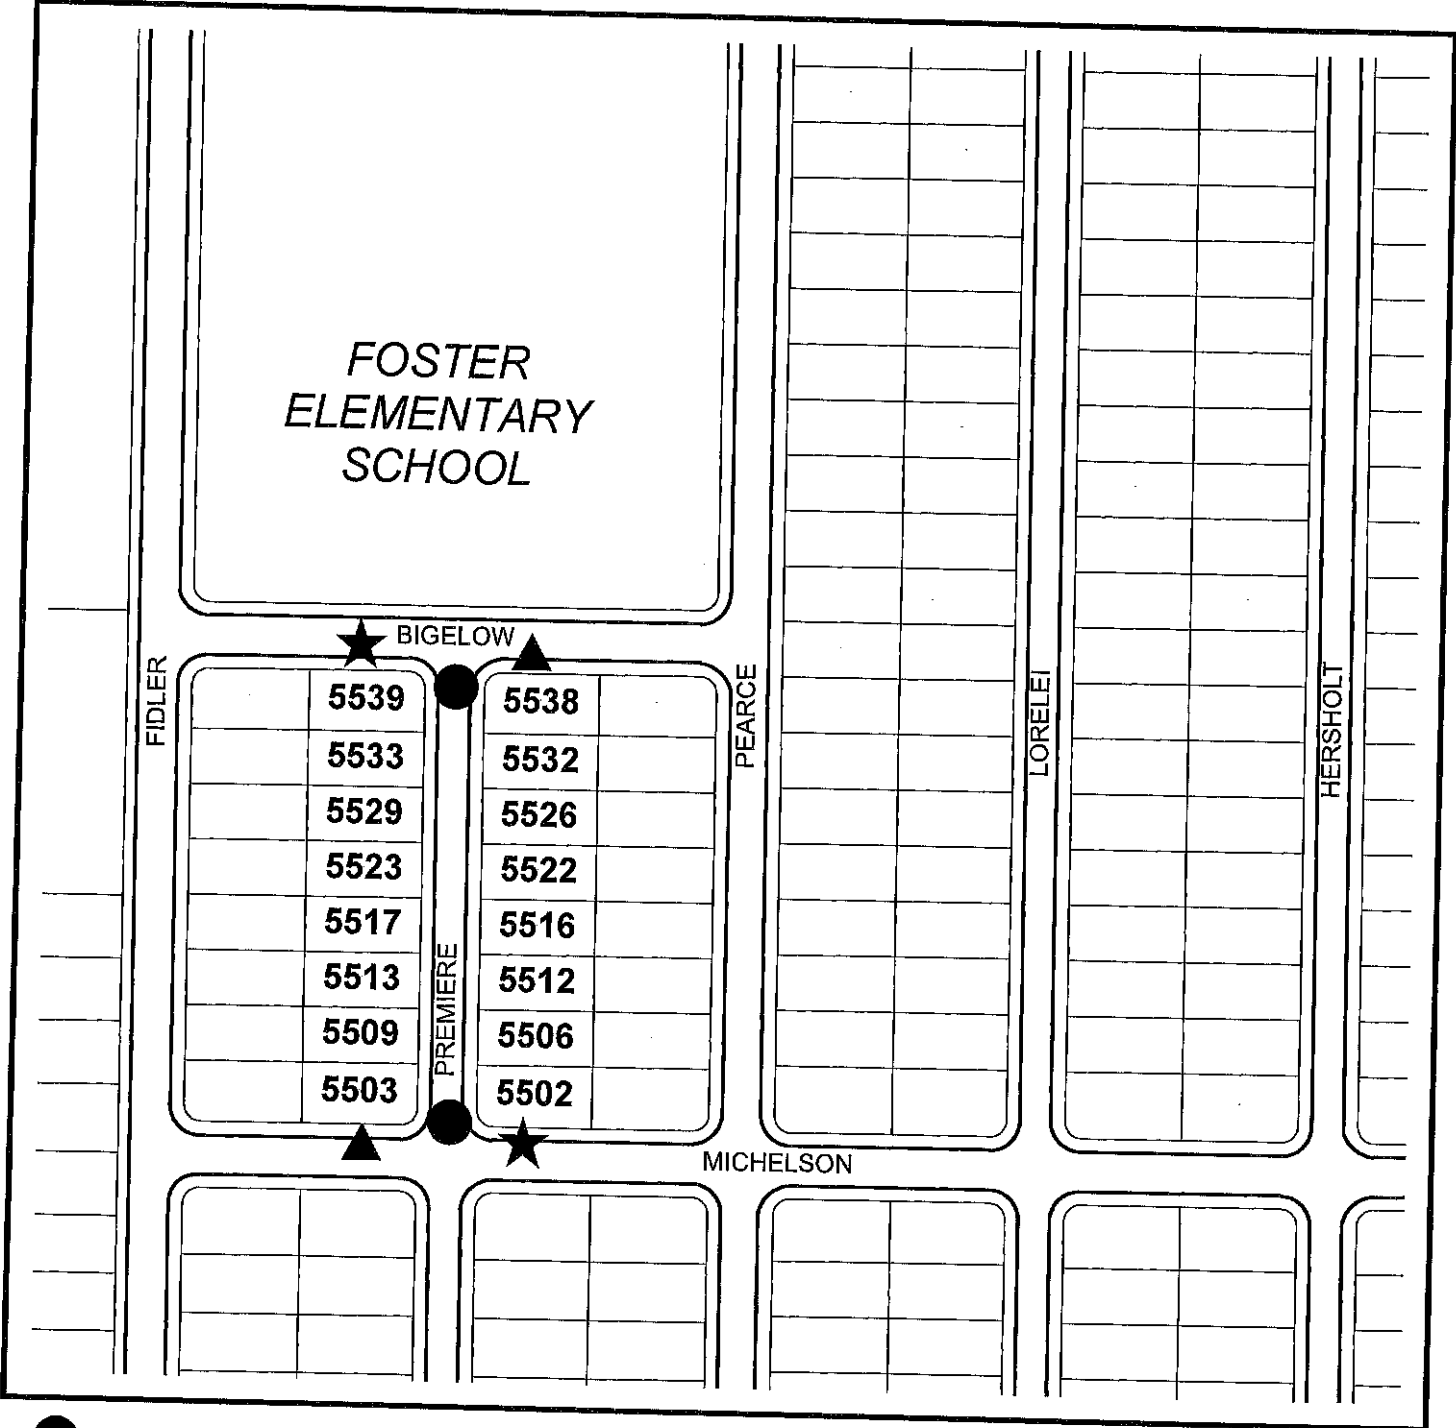 FOSTER
ELEMENTARY
SCHOOL
BIGELOW
FIDLER
PEARCE
LORELEI
HERSHOLT
5539
5538
5533
5532
5529
5526
5523
5522
5517
5516
5513
5512
5509
5506
5503
5502
PREMIERE
MICHELSON